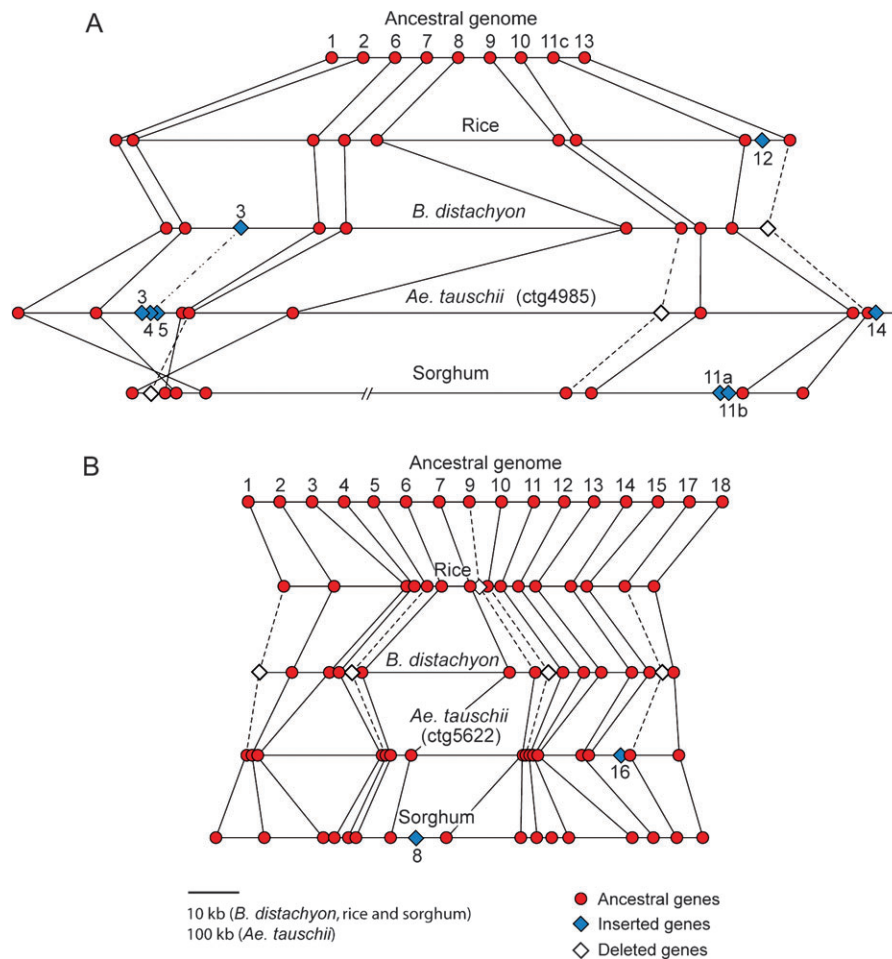 A
Ancestral genome
1 2 6 7 8 9 10 11c 13
Rice
12
3
B. distachyon
3
4 5
Ae. tauschii (ctg4985)
14
Sorghum
11a
11b
B
Ancestral genome
1 2 3 4 5 6 7 9 10 11 12 13 14 15 17 18
Rice
B. distachyon
Ae. tauschii
(ctg5622)
16
Sorghum
8
10 kb (B. distachyon, rice and sorghum)
100 kb (Ae. tauschii)
Ancestral genes
Inserted genes
Deleted genes